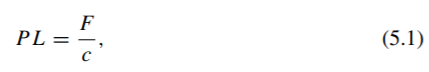 PL = F/c, (5.1)